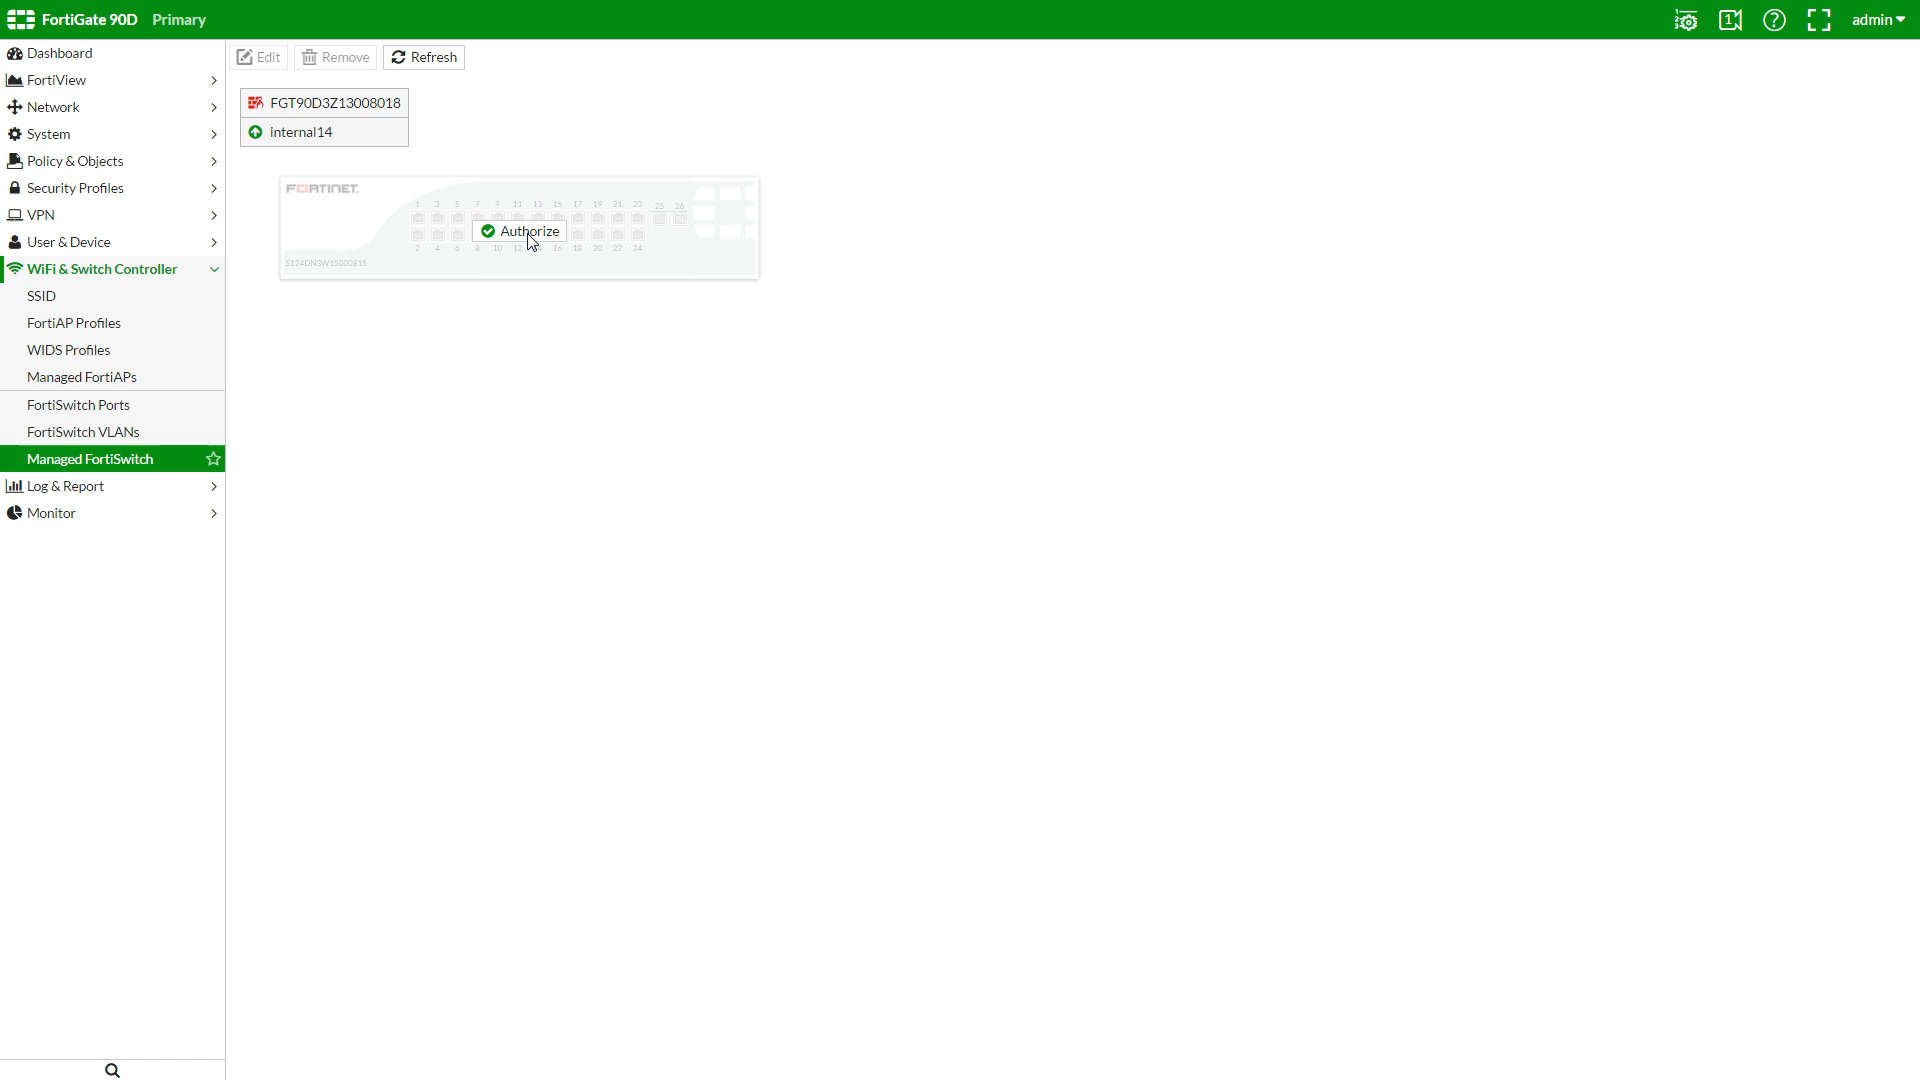 FortiGate 90D Primary
admin
Dashboard
FortiView
Network
System
Policy & Objects
Security Profiles
VPN
User & Device
WiFi & Switch Controller
SSID
FortiAP Profiles
WIDS Profiles
Managed FortiAPs
FortiSwitch Ports
FortiSwitch VLANs
Managed FortiSwitch
Log & Report
Monitor
Edit Remove Refresh
FGT90D3Z13008018
internal14
FORTINET
1 3 5 7 9 11 13 15 17 19 21 23 25 26
Authorize
2 4 6 8 10 12 16 18 20 22 24
S124DN3W15000815